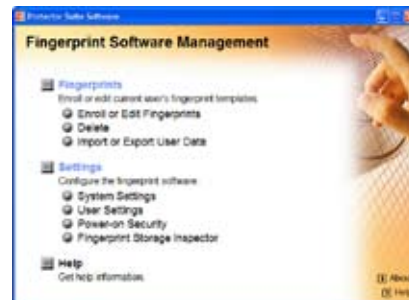 Protector Suite Software
Fingerprint Software Management
Fingerprints
Enroll or edit current user's fingerprint templates.
Enroll or Edit Fingerprints
Delete
Import or Export User Data
Settings
Configure the fingerprint software.
System Settings
User Settings
Power-on Security
Fingerprint Storage Inspector
Help
Get help information.